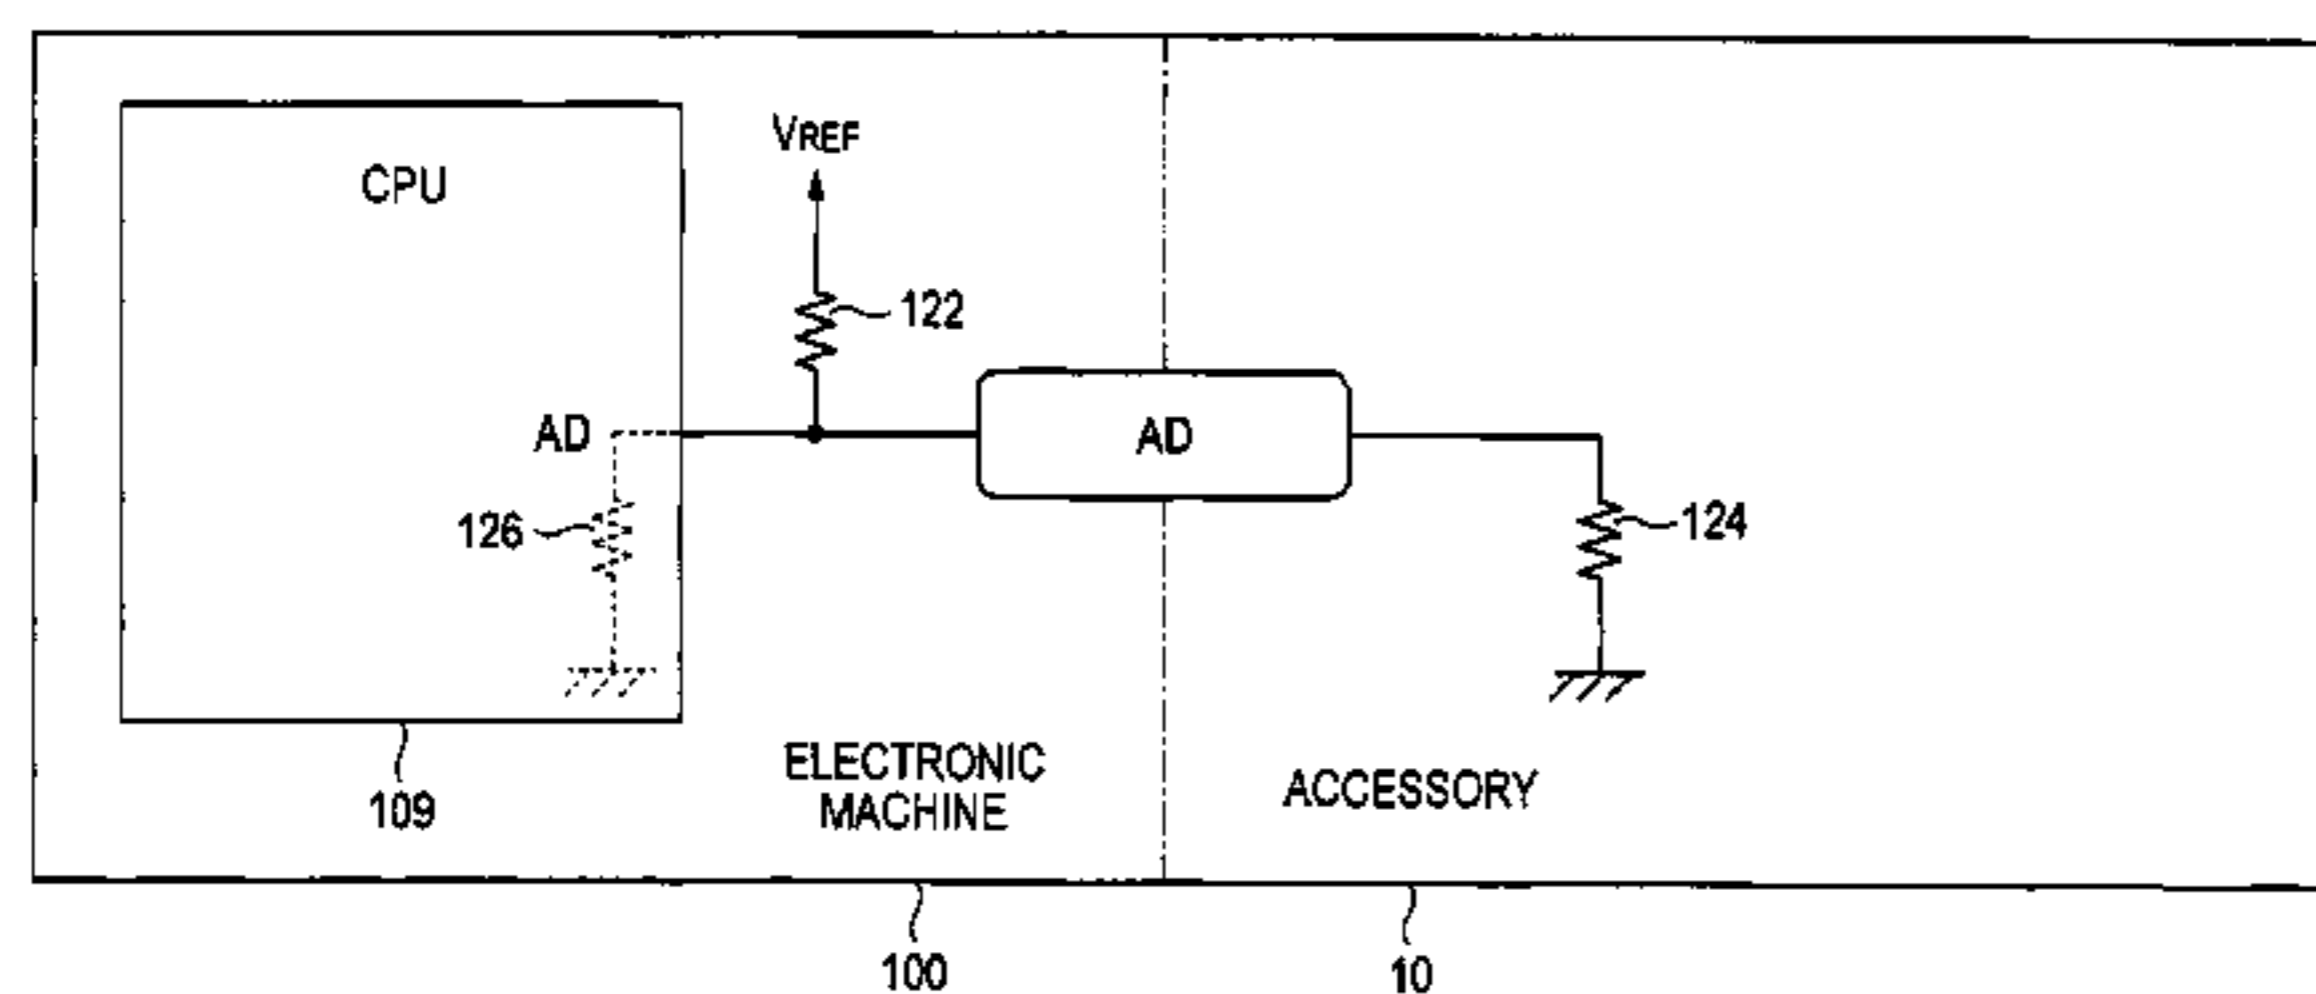 CPU
VREF
122
AD
AD
126
124
ELECTRONIC
MACHINE
ACCESSORY
109
100
10